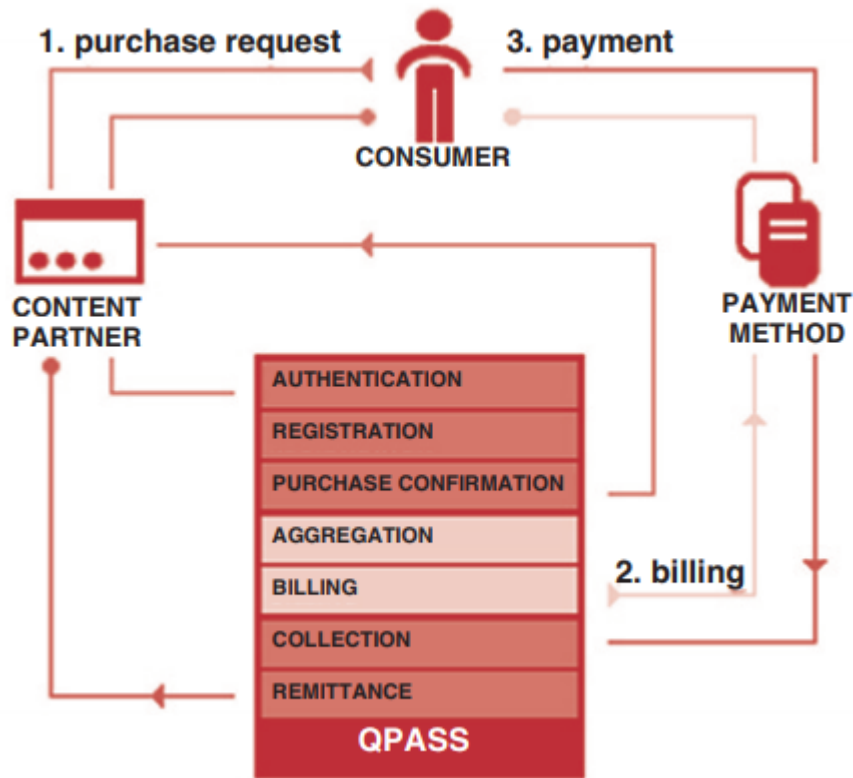 1. purchase request
3. payment
CONSUMER
CONTENT
PARTNER
PAYMENT
METHOD
AUTHENTICATION
REGISTRATION
PURCHASE CONFIRMATION
AGGREGATION
2. billing
BILLING
COLLECTION
REMITTANCE
QPASS